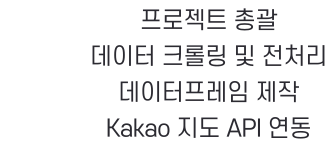 프로젝트 총괄
데이터 크롤링 및 전처리
데이터프레임 제작
Kakao 지도 API 연동